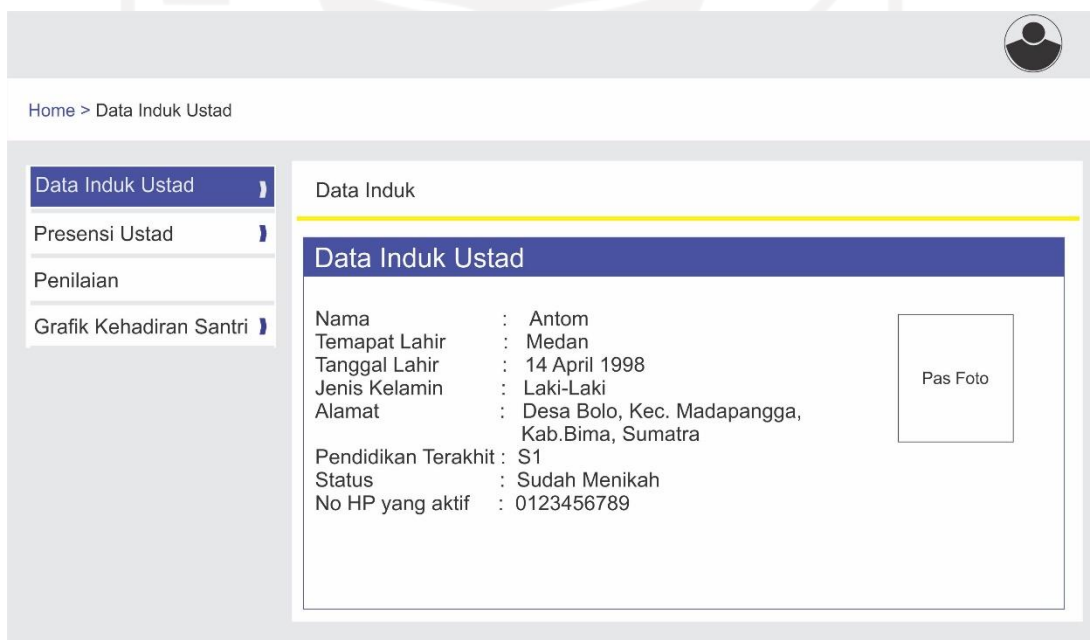 Home > Data Induk Ustad
Data Induk Ustad
Presensi Ustad
Penilaian
Grafik Kehadiran Santri
Data Induk
Data Induk Ustad
Nama : Antom
Temapat Lahir : Medan
Tanggal Lahir : 14 April 1998
Jenis Kelamin : Laki-Laki
Alamat : Desa Bolo, Kec. Madapangga,
Kab.Bima, Sumatra
Pendidikan Terakhit : S1
Status : Sudah Menikah
No HP yang aktif : 0123456789
Pas Foto